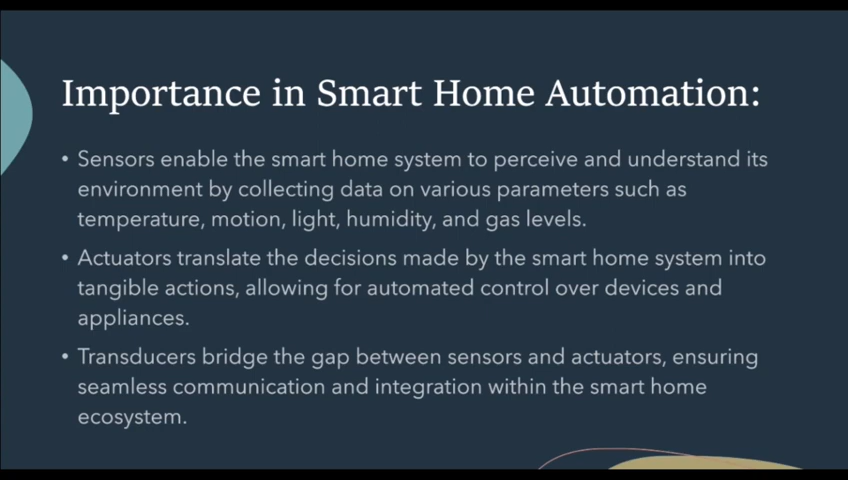 Importance in Smart Home Automation:
• Sensors enable the smart home system to perceive and understand its
environment by collecting data on various parameters such as
temperature, motion, light, humidity, and gas levels.
• Actuators translate the decisions made by the smart home system into
tangible actions, allowing for automated control over devices and
appliances.
• Transducers bridge the gap between sensors and actuators, ensuring
seamless communication and integration within the smart home
ecosystem.